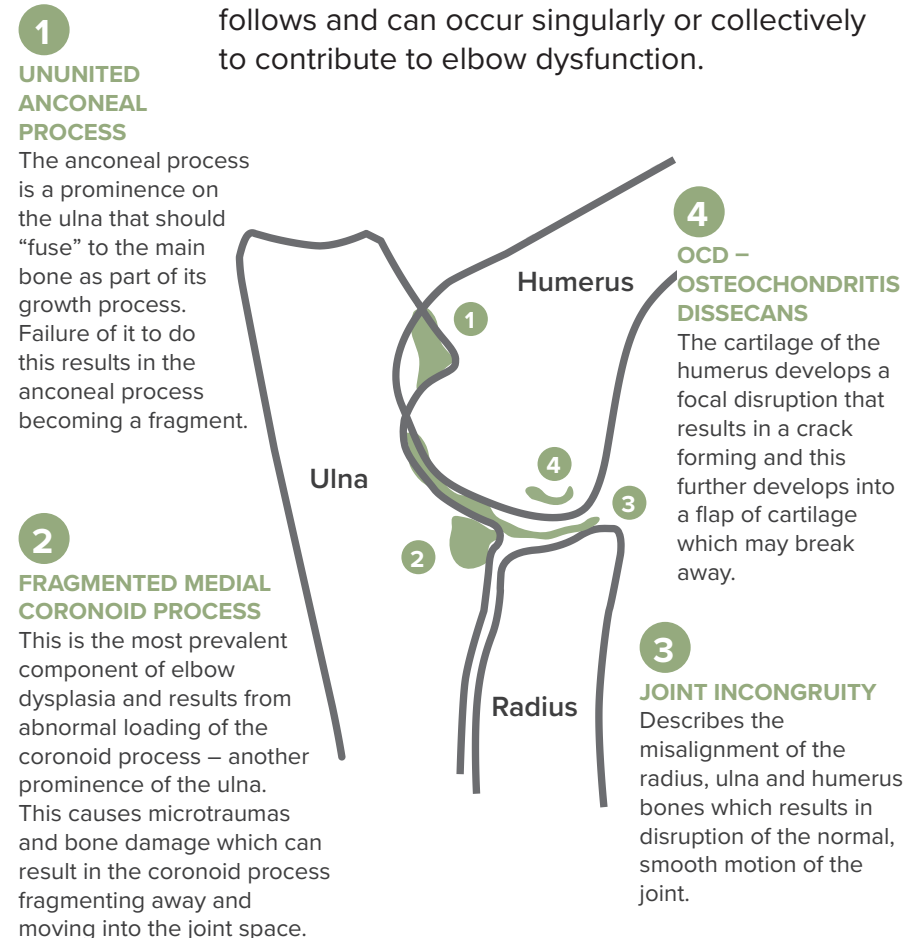 follows and can occur singularly or collectively
to contribute to elbow dysfunction.
1
UNUNITED
ANCONEAL
PROCESS
The anconeal process
is a prominence on
the ulna that should
“fuse” to the main
bone as part of its
growth process.
Failure of it to do
this results in the
anconeal process
becoming a fragment.
2
FRAGMENTED MEDIAL
CORONOID PROCESS
This is the most prevalent
component of elbow
dysplasia and results from
abnormal loading of the
coronoid process – another
prominence of the ulna.
This causes microtraumas
and bone damage which can
result in the coronoid process
fragmenting away and
moving into the joint space.
Humerus
1
Ulna
4
3
2
Radius
4
OCD –
OSTEOCHONDRITIS
DISSECANS
The cartilage of the
humerus develops a
focal disruption that
results in a crack
forming and this
further develops into
a flap of cartilage
which may break
away.
3
JOINT INCONGRUITY
Describes the
misalignment of the
radius, ulna and humerus
bones which results in
disruption of the normal,
smooth motion of the
joint.